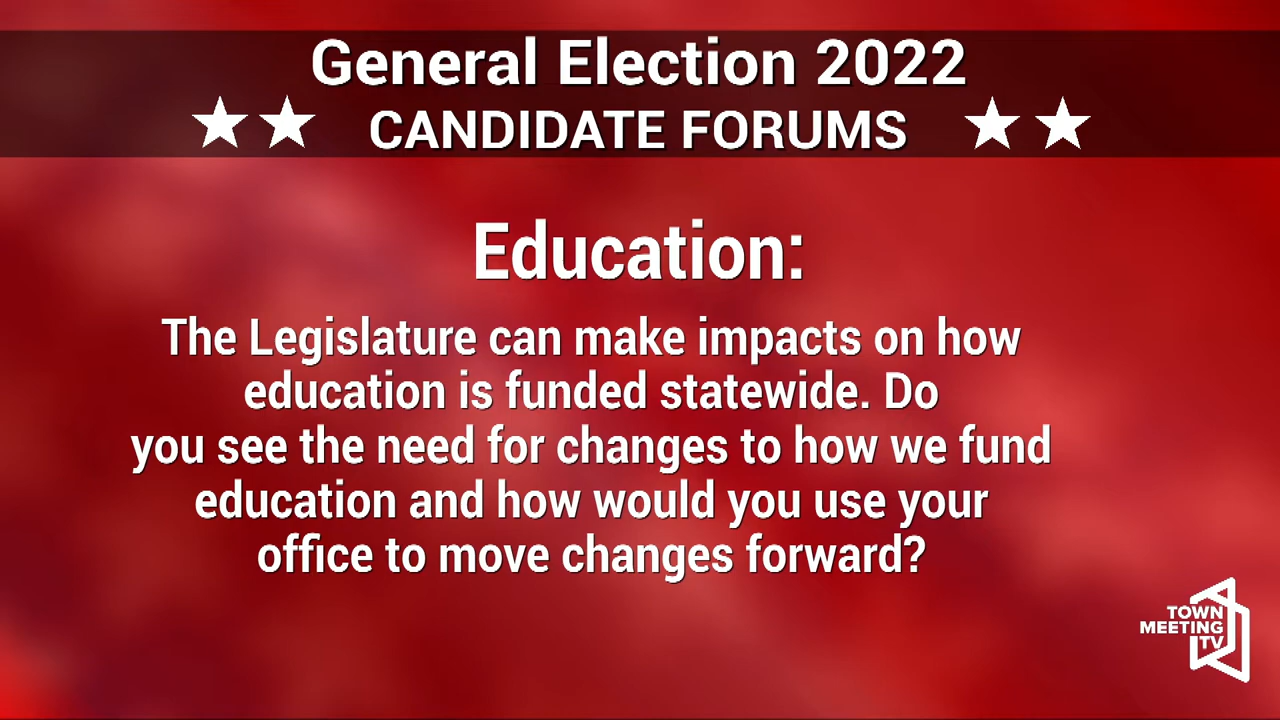 General Election 2022
CANDIDATE FORUMS
Education:
The Legislature can make impacts on how
education is funded statewide. Do
you see the need for changes to how we fund
education and how would you use your
office to move changes forward?
TOWN
MEETING
TV